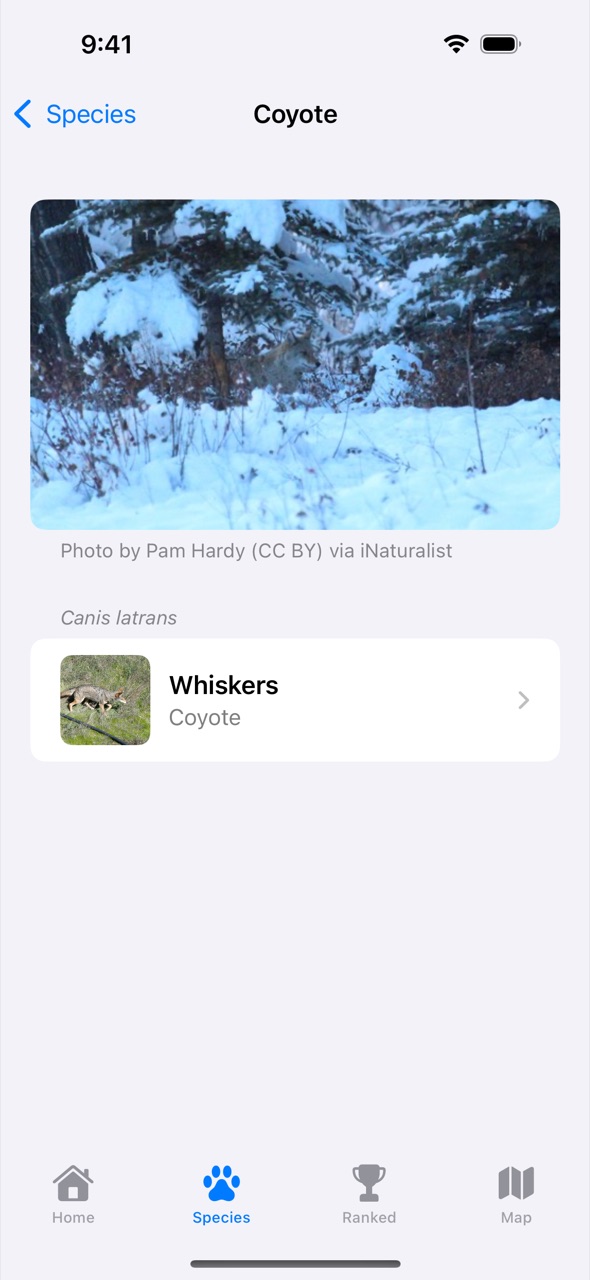 9:41
Species
Coyote
Photo by Pam Hardy (CC BY) via iNaturalist
Canis latrans
Whiskers
Coyote
Home
Species
Ranked
Map